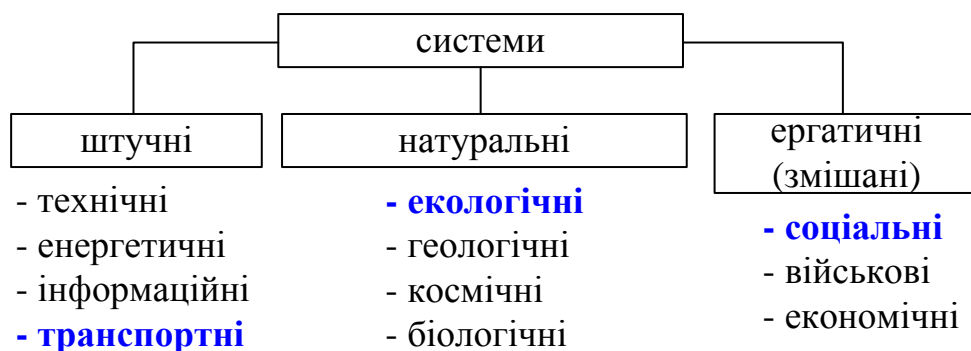 системи
штучні
- технічні
- енергетичні
- інформаційні
- транспортні
натуральні
- екологічні
- геологічні
- космічні
- біологічні
ергатичні
(змішані)
- соціальні
- військові
- економічні